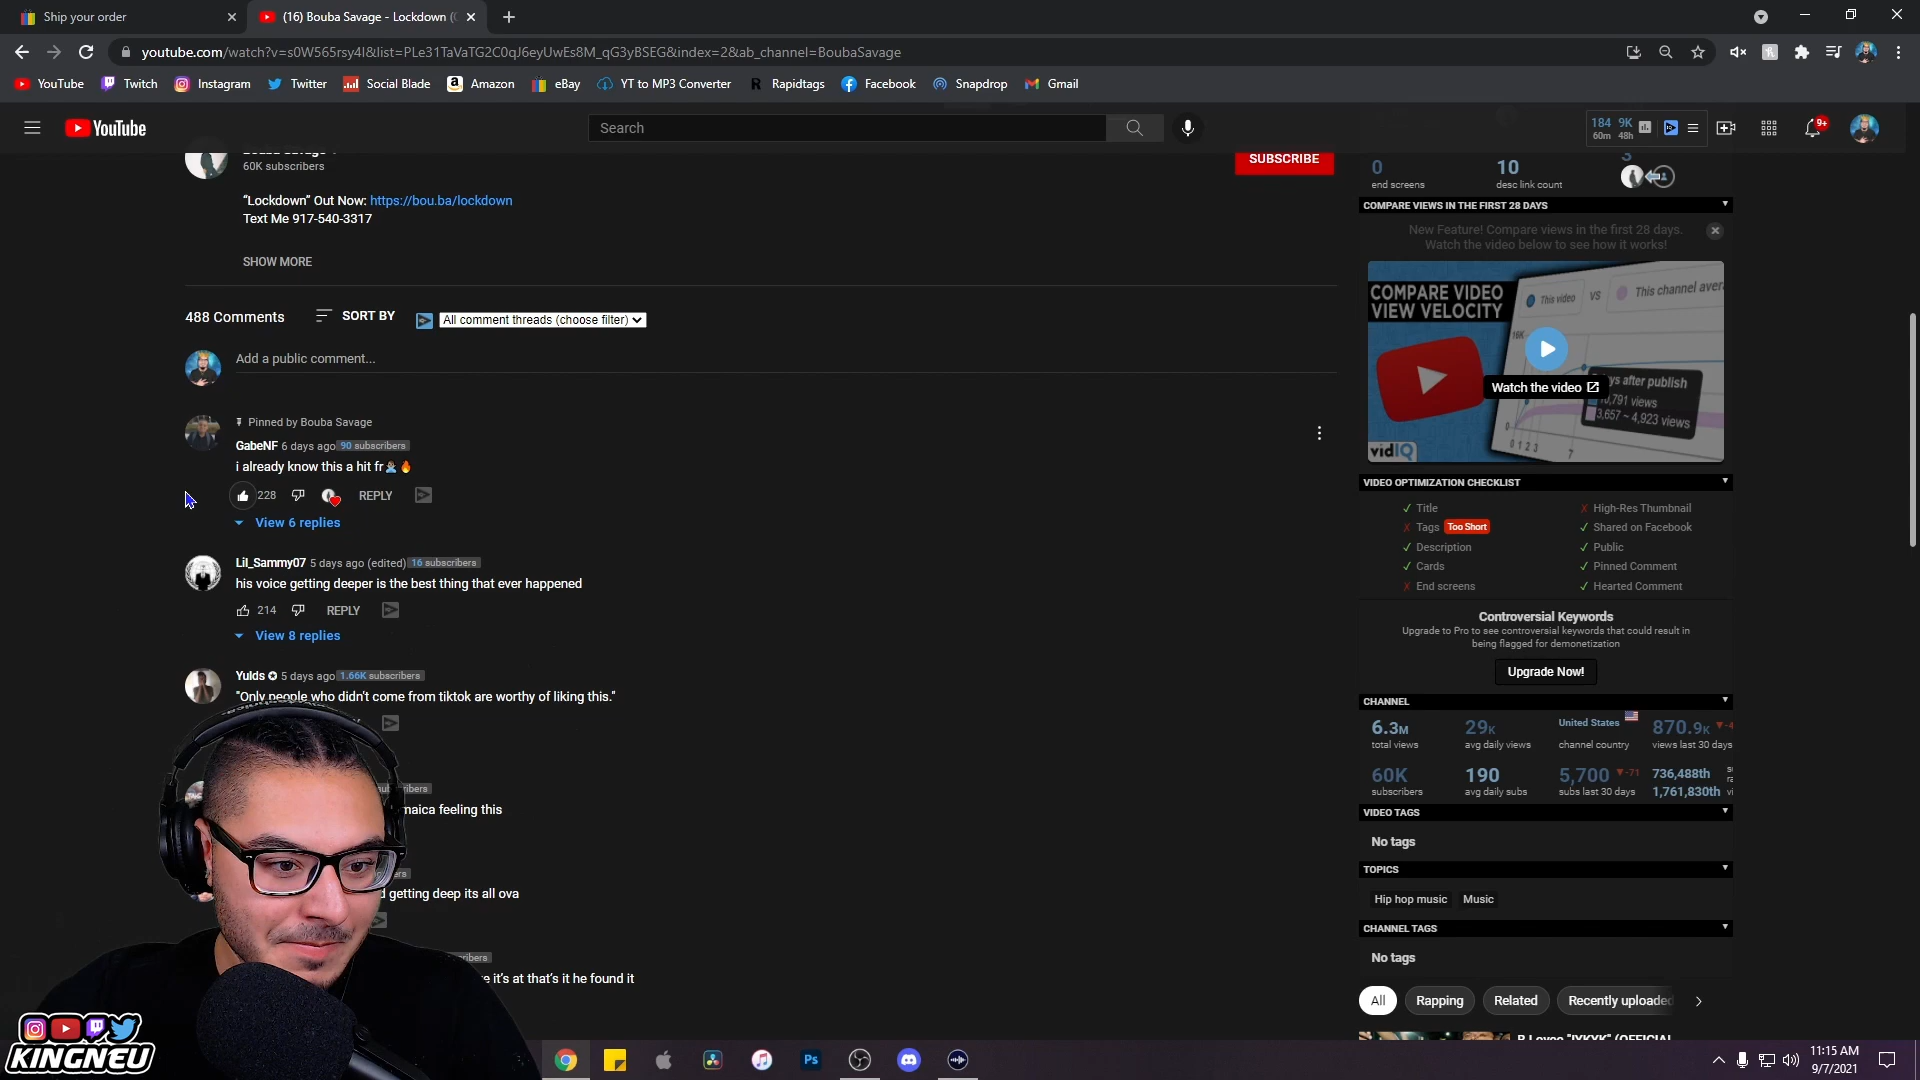 Ship your order
(16) Bouba Savage - Lockdown (
youtube.com/watch?v=s0W565rsy4I&list=PLe31TaVaTG2C0qJ6eyUwEs8M_qG3yBSEG&index=2&ab_channel=BoubaSavage
YouTube Twitch Instagram Twitter Social Blade Amazon eBay YT to MP3 Converter Rapidtags Facebook Snapdrop Gmail
YouTube
Search
184 9K
60m 48h
9+
60K subscribers
SUBSCRIBE
“Lockdown” Out Now: https://bou.ba/lockdown
Text Me 917-540-3317
SHOW MORE
488 Comments SORT BY All comment threads (choose filter)
Add a public comment...
Pinned by Bouba Savage
GabeNF 6 days ago 90 subscribers
i already know this a hit fr🤦🏽‍♂️🔥
228 REPLY
View 6 replies
Lil_Sammy07 5 days ago (edited) 16 subscribers
his voice getting deeper is the best thing that ever happened
214 REPLY
View 8 replies
Yulds 5 days ago 1.66K subscribers
"Only people who didn't come from tiktok are worthy of liking this."
maica feeling this
getting deep its all ova
it's at that's it he found it
KINGNEU
0 10 3
end screens desc link count
COMPARE VIEWS IN THE FIRST 28 DAYS
New Feature! Compare views in the first 28 days.
Watch the video below to see how it works!
COMPARE VIDEO
VIEW VELOCITY
This video VS This channel aver
16K
Watch the video
ys after publish
10,791 views
3,657 ~ 4,923 views
0 1 2 3 7
vidIQ
VIDEO OPTIMIZATION CHECKLIST
Title High-Res Thumbnail
Tags Too Short Shared on Facebook
Description Public
Cards Pinned Comment
End screens Hearted Comment
Controversial Keywords
Upgrade to Pro to see controversial keywords that could result in
being flagged for demonetization
Upgrade Now!
CHANNEL
6.3M 29K United States 870.9K -4
total views avg daily views channel country views last 30 days
60K 190 5,700 -71 736,488th
subscribers avg daily subs subs last 30 days 1,761,830th
VIDEO TAGS
No tags
TOPICS
Hip hop music Music
CHANNEL TAGS
No tags
All Rapping Related Recently uploaded
Ps
11:15 AM
9/7/2021